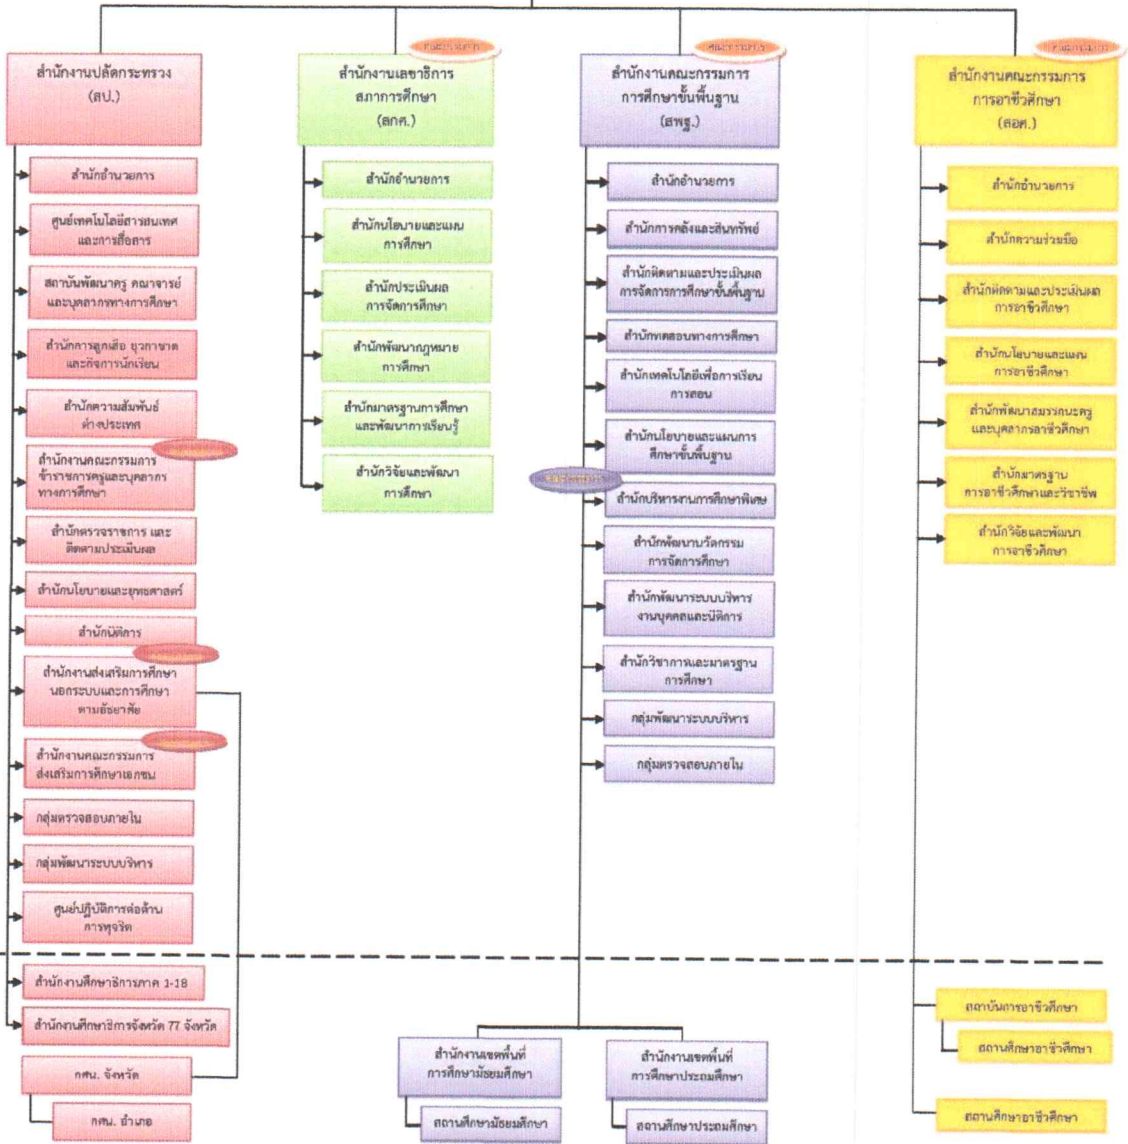 สำนักงานปลัดกระทรวง
(สป.)
สำนักอำนวยการ
ศูนย์เทคโนโลยีสารสนเทศ
และการสื่อสาร
สถาบันพัฒนาครู คณาจารย์
และบุคลากรทางการศึกษา
สำนักการลูกเสือ ยุวกาชาด
และกิจการนักเรียน
สำนักความสัมพันธ์
ต่างประเทศ
สำนักงานคณะกรรมการ
ข้าราชการครูและบุคลากร
ทางการศึกษา
สำนักตรวจราชการ และ
ติดตามประเมินผล
สำนักนโยบายและยุทธศาสตร์
สำนักนิติการ
สำนักงานส่งเสริมการศึกษา
นอกระบบและการศึกษา
ตามอัธยาศัย
สำนักงานคณะกรรมการ
ส่งเสริมการศึกษาเอกชน
กลุ่มตรวจสอบภายใน
กลุ่มพัฒนาระบบบริหาร
ศูนย์ปฏิบัติการต่อต้าน
การทุจริต
สำนักงานศึกษาธิการภาค 1-18
สำนักงานศึกษาธิการจังหวัด 77 จังหวัด
กศน. จังหวัด
กศน. อำเภอ
คณะกรรมการ
สำนักงานเลขาธิการ
สภาการศึกษา
(สกศ.)
สำนักอำนวยการ
สำนักนโยบายและแผน
การศึกษา
สำนักประเมินผล
การจัดการศึกษา
สำนักพัฒนากฎหมาย
การศึกษา
สำนักมาตรฐานการศึกษา
และพัฒนาการเรียนรู้
สำนักวิจัยและพัฒนา
การศึกษา
คณะกรรมการ
สำนักงานคณะกรรมการ
การศึกษาขั้นพื้นฐาน
(สพฐ.)
สำนักอำนวยการ
สำนักการคลังและสินทรัพย์
สำนักติดตามและประเมินผล
การจัดการการศึกษาขั้นพื้นฐาน
สำนักทดสอบทางการศึกษา
สำนักเทคโนโลยีเพื่อการเรียน
การสอน
สำนักนโยบายและแผนการ
ศึกษาขั้นพื้นฐาน
สำนักบริหารงานการศึกษาพิเศษ
สำนักพัฒนานวัตกรรม
การจัดการศึกษา
สำนักพัฒนาระบบบริหาร
งานบุคคลและนิติการ
สำนักวิชาการและมาตรฐาน
การศึกษา
กลุ่มพัฒนาระบบบริหาร
กลุ่มตรวจสอบภายใน
สำนักงานเขตพื้นที่
การศึกษามัธยมศึกษา
สถานศึกษามัธยมศึกษา
สำนักงานเขตพื้นที่
การศึกษาประถมศึกษา
สถานศึกษาประถมศึกษา
คณะกรรมการ
สำนักงานคณะกรรมการ
การอาชีวศึกษา
(สอศ.)
สำนักอำนวยการ
สำนักความร่วมมือ
สำนักติดตามและประเมินผล
การอาชีวศึกษา
สำนักนโยบายและแผน
การอาชีวศึกษา
สำนักพัฒนาสมรรถนะครู
และบุคลากรอาชีวศึกษา
สำนักมาตรฐาน
การอาชีวศึกษาและวิชาชีพ
สำนักวิจัยและพัฒนา
การอาชีวศึกษา
สถาบันการอาชีวศึกษา
สถานศึกษาอาชีวศึกษา
สถานศึกษาอาชีวศึกษา